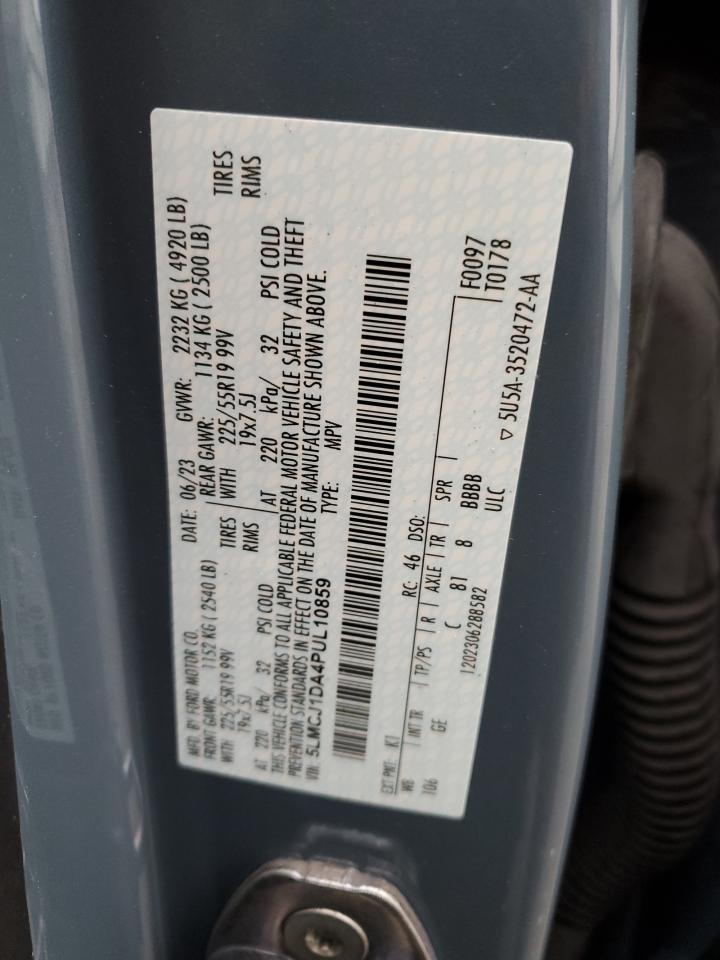 MFD. BY FORD MOTOR CO. DATE: 06/23 GVWR: 2232 KG ( 4920 LB)
FRONT GAWR: 1152 KG ( 2540 LB) REAR GAWR: 1134 KG ( 2500 LB)
WITH 225/55R19 99V TIRES WITH 225/55R19 99V TIRES
19x7.5J RIMS 19x7.5J RIMS
AT 220 kPa/ 32 PSI COLD AT 220 kPa/ 32 PSI COLD
THIS VEHICLE CONFORMS TO ALL APPLICABLE FEDERAL MOTOR VEHICLE SAFETY AND THEFT
PREVENTION STANDARDS IN EFFECT ON THE DATE OF MANUFACTURE SHOWN ABOVE.
VIN: 5LMCJ1DA4PUL10859 TYPE: MPV
EXT PNT: K1 RC: 46 DSO: F0097
WB INT TR TP/PS R AXLE TR SPR T0178
106 GE C 81 8 BBBB
1202306288582 ULC
▽ 5U5A-3520472-AA